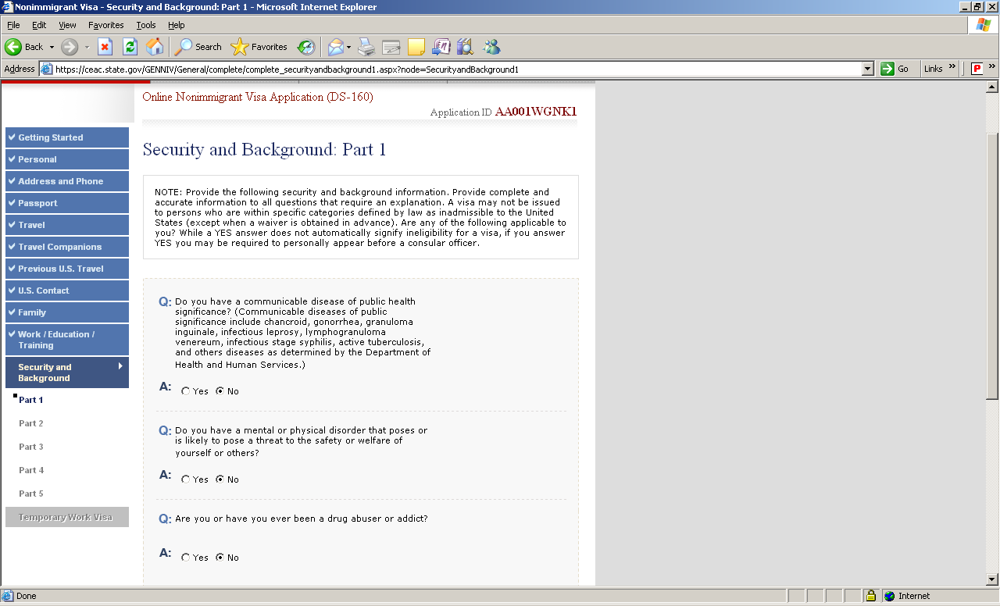 Nonimmigrant Visa - Security and Background: Part 1 - Microsoft Internet Explorer
File Edit View Favorites Tools Help
Back Search Favorites
Address https://ceac.state.gov/GENNIV/General/complete/complete_securityandbackground1.aspx?node=SecurityandBackground1 Go Links » P »
Online Nonimmigrant Visa Application (DS-160)
Application ID AA001WGNK1
Getting Started
Personal
Address and Phone
Passport
Travel
Travel Companions
Previous U.S. Travel
U.S. Contact
Family
Work / Education /
Training
Security and
Background
Part 1
Part 2
Part 3
Part 4
Part 5
Temporary Work Visa
Security and Background: Part 1
NOTE: Provide the following security and background information. Provide complete and
accurate information to all questions that require an explanation. A visa may not be issued
to persons who are within specific categories defined by law as inadmissible to the United
States (except when a waiver is obtained in advance). Are any of the following applicable to
you? While a YES answer does not automatically signify ineligibility for a visa, if you answer
YES you may be required to personally appear before a consular officer.
Q: Do you have a communicable disease of public health
significance? (Communicable diseases of public
significance include chancroid, gonorrhea, granuloma
inguinale, infectious leprosy, lymphogranuloma
venereum, infectious stage syphilis, active tuberculosis,
and others diseases as determined by the Department of
Health and Human Services.)
A: Yes No
Q: Do you have a mental or physical disorder that poses or
is likely to pose a threat to the safety or welfare of
yourself or others?
A: Yes No
Q: Are you or have you ever been a drug abuser or addict?
A: Yes No
Done Internet